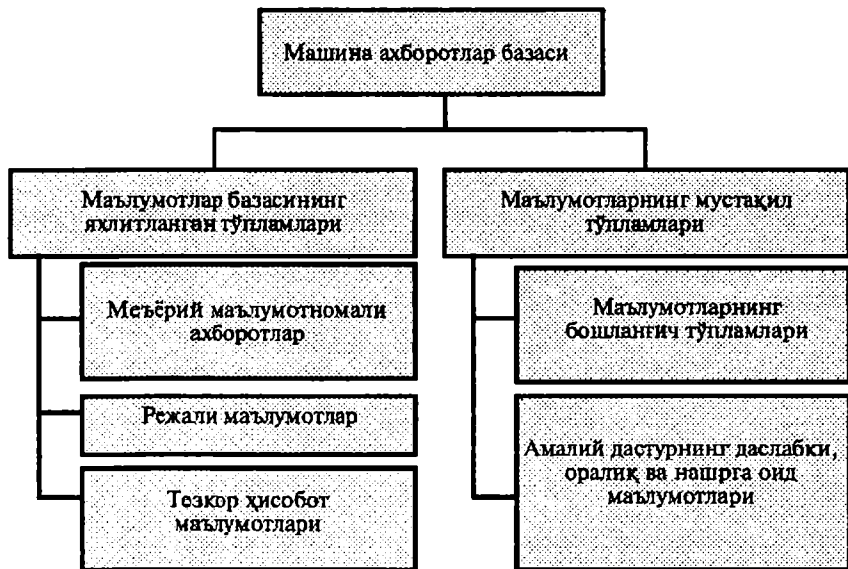 Машина ахборотлар базаси
Маълумотлар базасининг
яхлитланган тўпламлари
Меъёрий маълумотномали
ахборотлар
Режали маълумотлар
Тезкор ҳисобот
маълумотлари
Маълумотларнинг мустақил
тўпламлари
Маълумотларнинг
бошланғич тўпламлари
Амалий дастурнинг даслабки,
оралиқ ва нашрга оид
маълумотлари